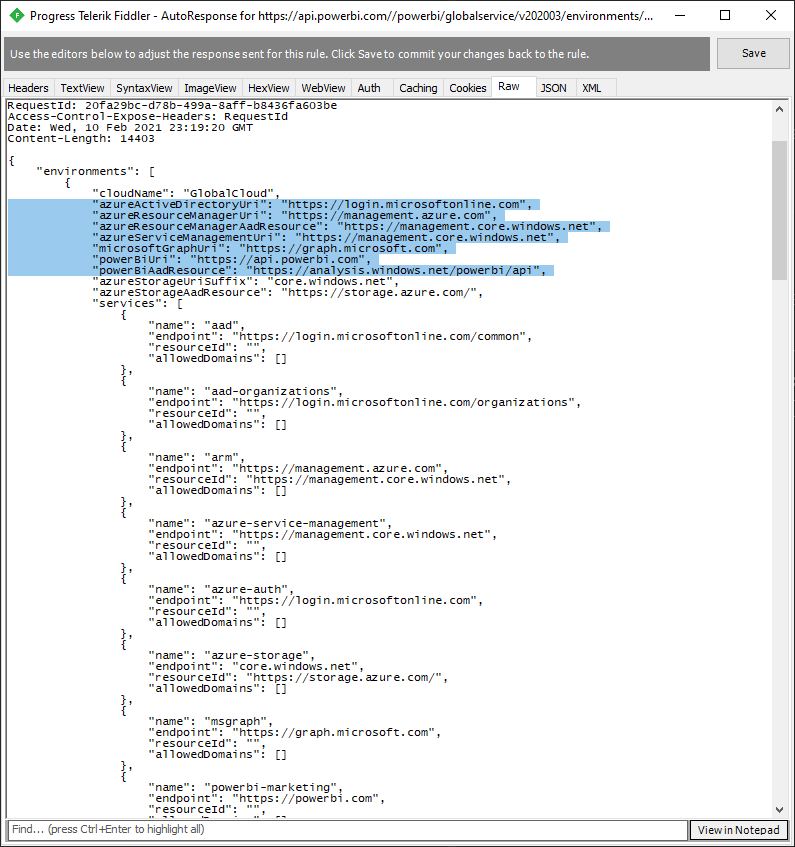 Progress Telerik Fiddler - AutoResponse for https://api.powerbi.com//powerbi/globalservice/v202003/environments/...
Use the editors below to adjust the response sent for this rule. Click Save to commit your changes back to the rule.
Save
Headers TextView SyntaxView ImageView HexView WebView Auth Caching Cookies Raw JSON XML
RequestId: 20fa29bc-d78b-499a-8aff-b8436fa603be
Access-Control-Expose-Headers: RequestId
Date: Wed, 10 Feb 2021 23:19:20 GMT
Content-Length: 14403
{
"environments": [
{
"cloudName": "GlobalCloud",
"azureActiveDirectoryUri": "https://login.microsoftonline.com",
"azureResourceManagerUri": "https://management.azure.com",
"azureResourceManagerAadResource": "https://management.core.windows.net",
"azureServiceManagementUri": "https://management.core.windows.net",
"microsoftGraphUri": "https://graph.microsoft.com",
"powerBiUri": "https://api.powerbi.com",
"powerBiAadResource": "https://analysis.windows.net/powerbi/api",
"azureStorageUriSuffix": "core.windows.net",
"azureStorageAadResource": "https://storage.azure.com/",
"services": [
{
"name": "aad",
"endpoint": "https://login.microsoftonline.com/common",
"resourceId": "",
"allowedDomains": []
},
{
"name": "aad-organizations",
"endpoint": "https://login.microsoftonline.com/organizations",
"resourceId": "",
"allowedDomains": []
},
{
"name": "arm",
"endpoint": "https://management.azure.com",
"resourceId": "https://management.core.windows.net",
"allowedDomains": []
},
{
"name": "azure-service-management",
"endpoint": "https://management.core.windows.net",
"resourceId": "",
"allowedDomains": []
},
{
"name": "azure-auth",
"endpoint": "https://login.microsoftonline.com",
"resourceId": "",
"allowedDomains": []
},
{
"name": "azure-storage",
"endpoint": "core.windows.net",
"resourceId": "https://storage.azure.com/",
"allowedDomains": []
},
{
"name": "msgraph",
"endpoint": "https://graph.microsoft.com",
"resourceId": "",
"allowedDomains": []
},
{
"name": "powerbi-marketing",
"endpoint": "https://powerbi.com",
"resourceId": "",
"allowedDomains": []
Find... (press Ctrl+Enter to highlight all)
View in Notepad